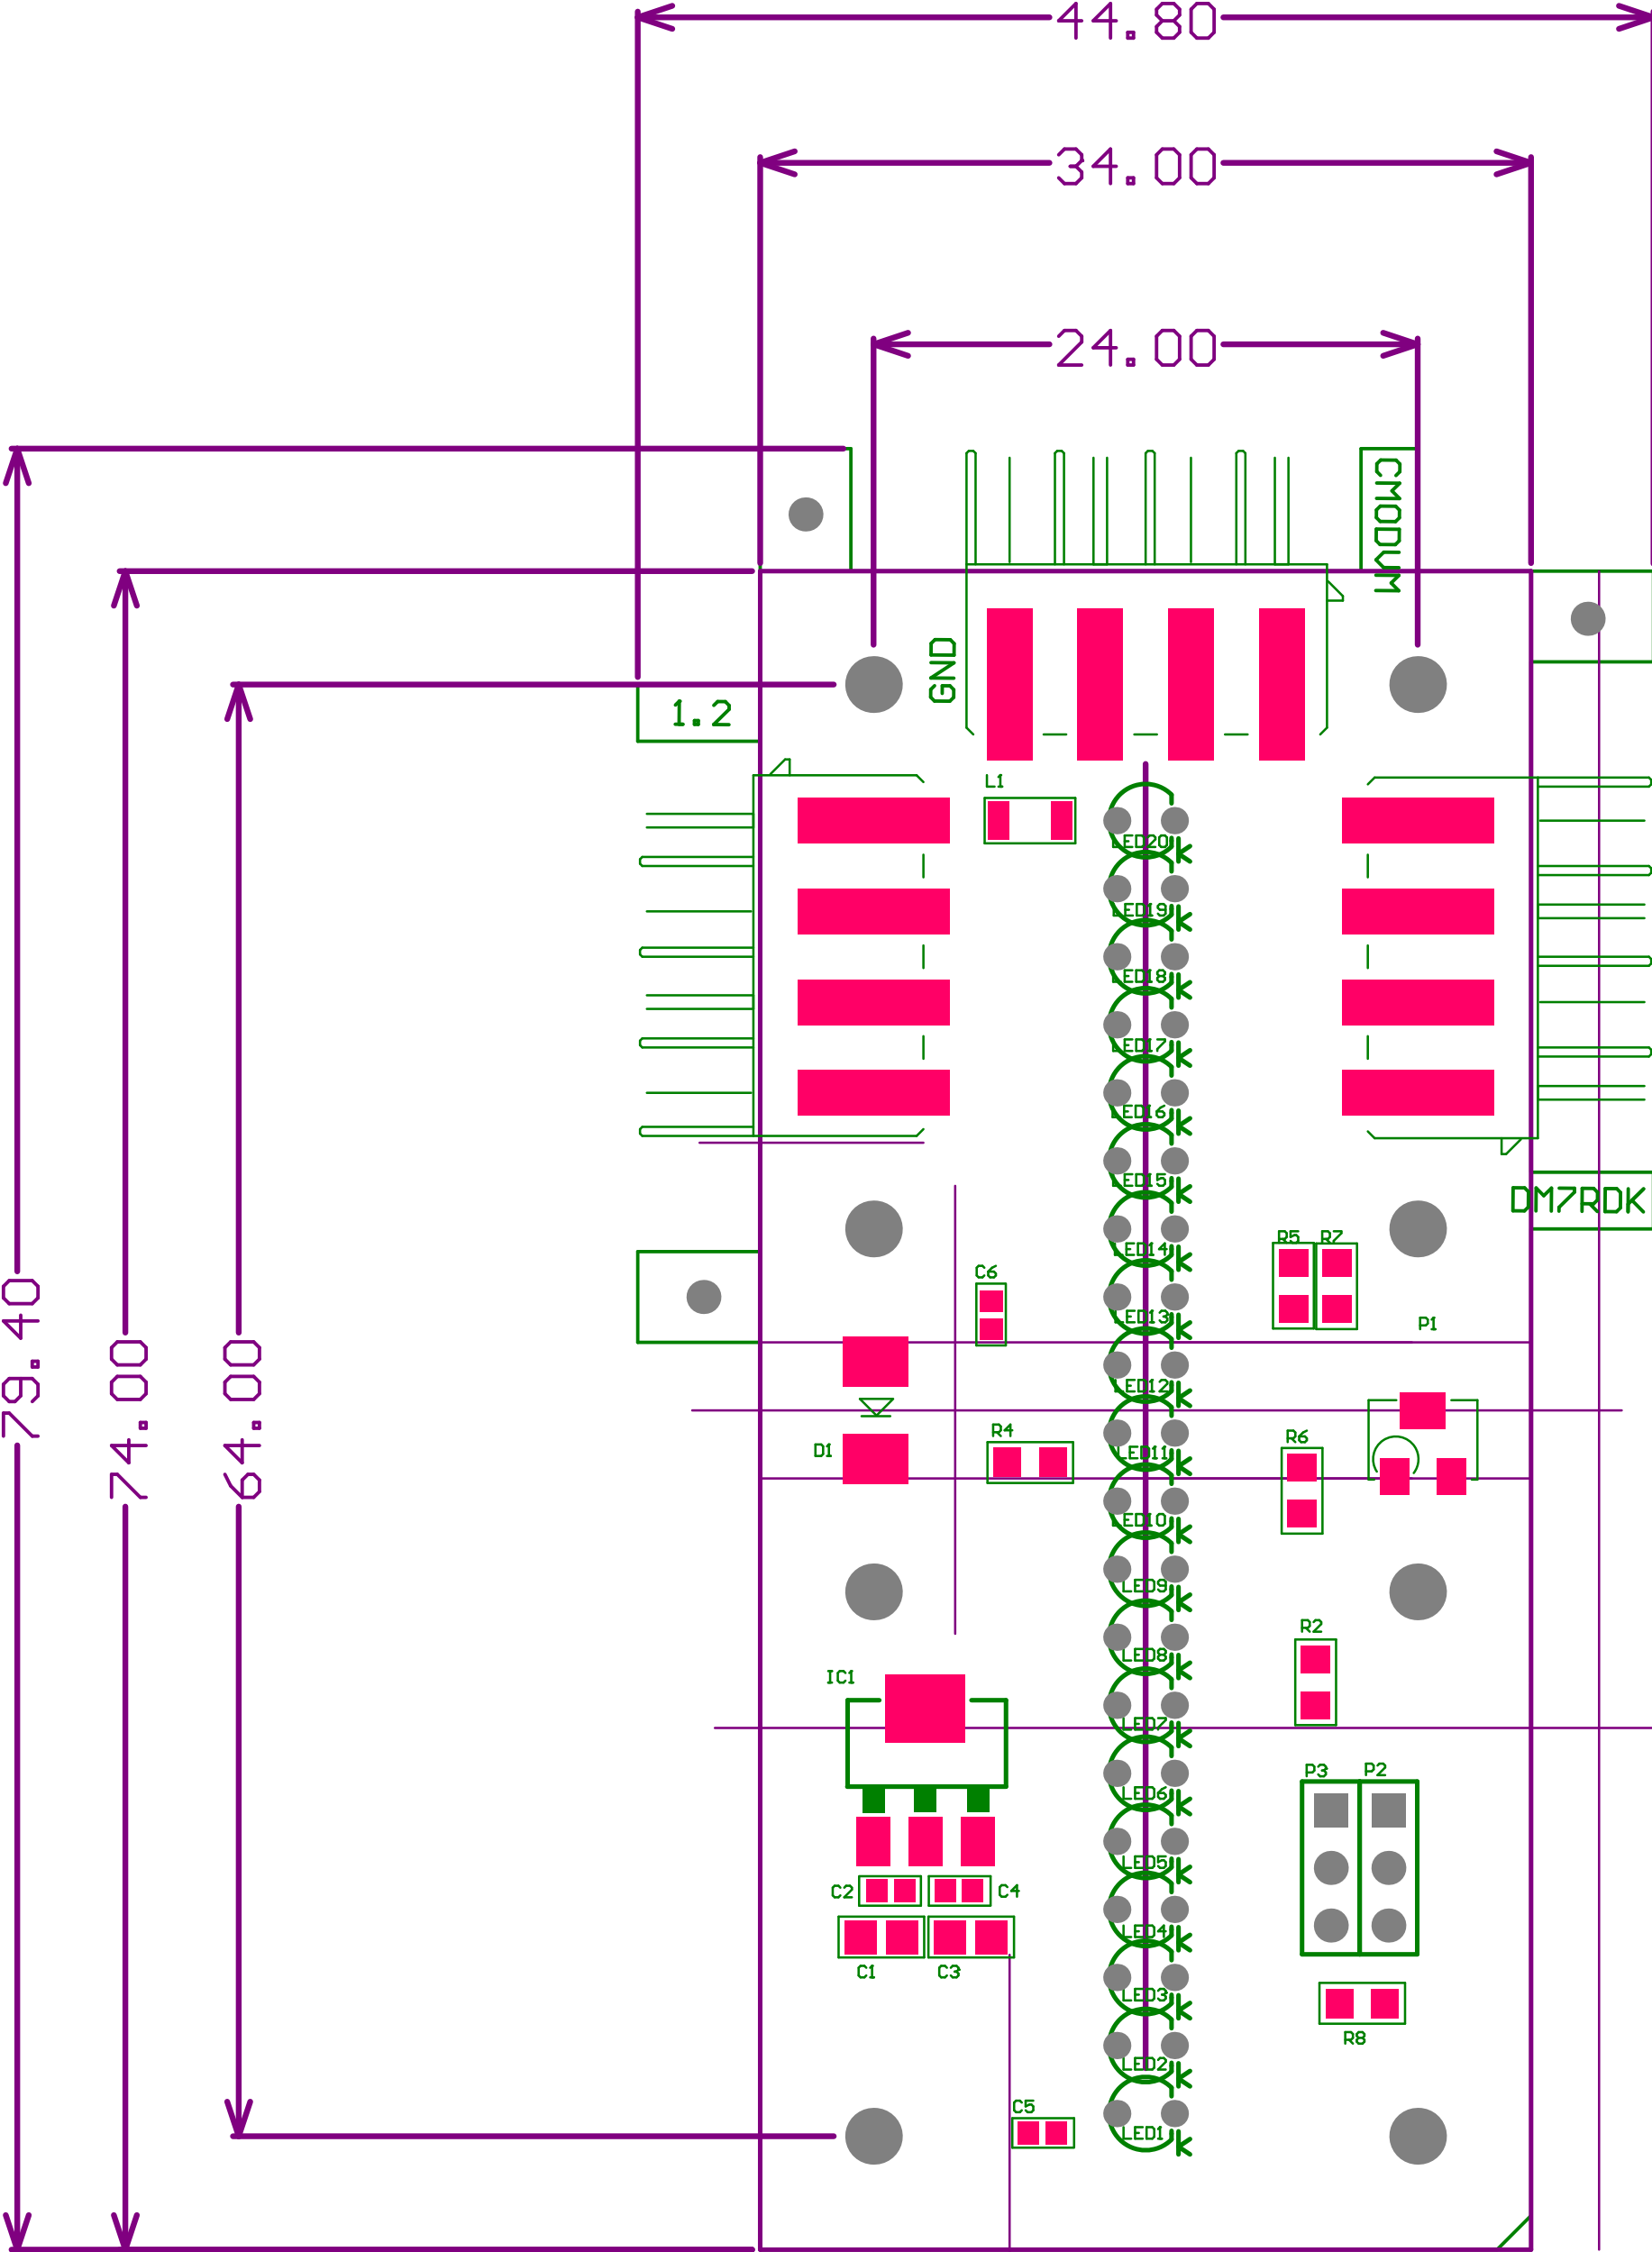 44.80
34.00
24.00
CMODVM
GND
1.2
L1
LED20
K
LED19
K
LED18
K
LED17
K
LED16
K
LED15
K
DM7RDK
LED14
K
R5
R7
C6
LED13
K
P1
79.40
74.00
64.00
LED12
K
D1
R4
LED11
K
R6
LED10
K
LED9
K
R2
LED8
K
IC1
LED7
K
P3
P2
LED6
K
LED5
K
C2
C4
LED4
K
C1
C3
LED3
K
R8
LED2
K
C5
LED1
K